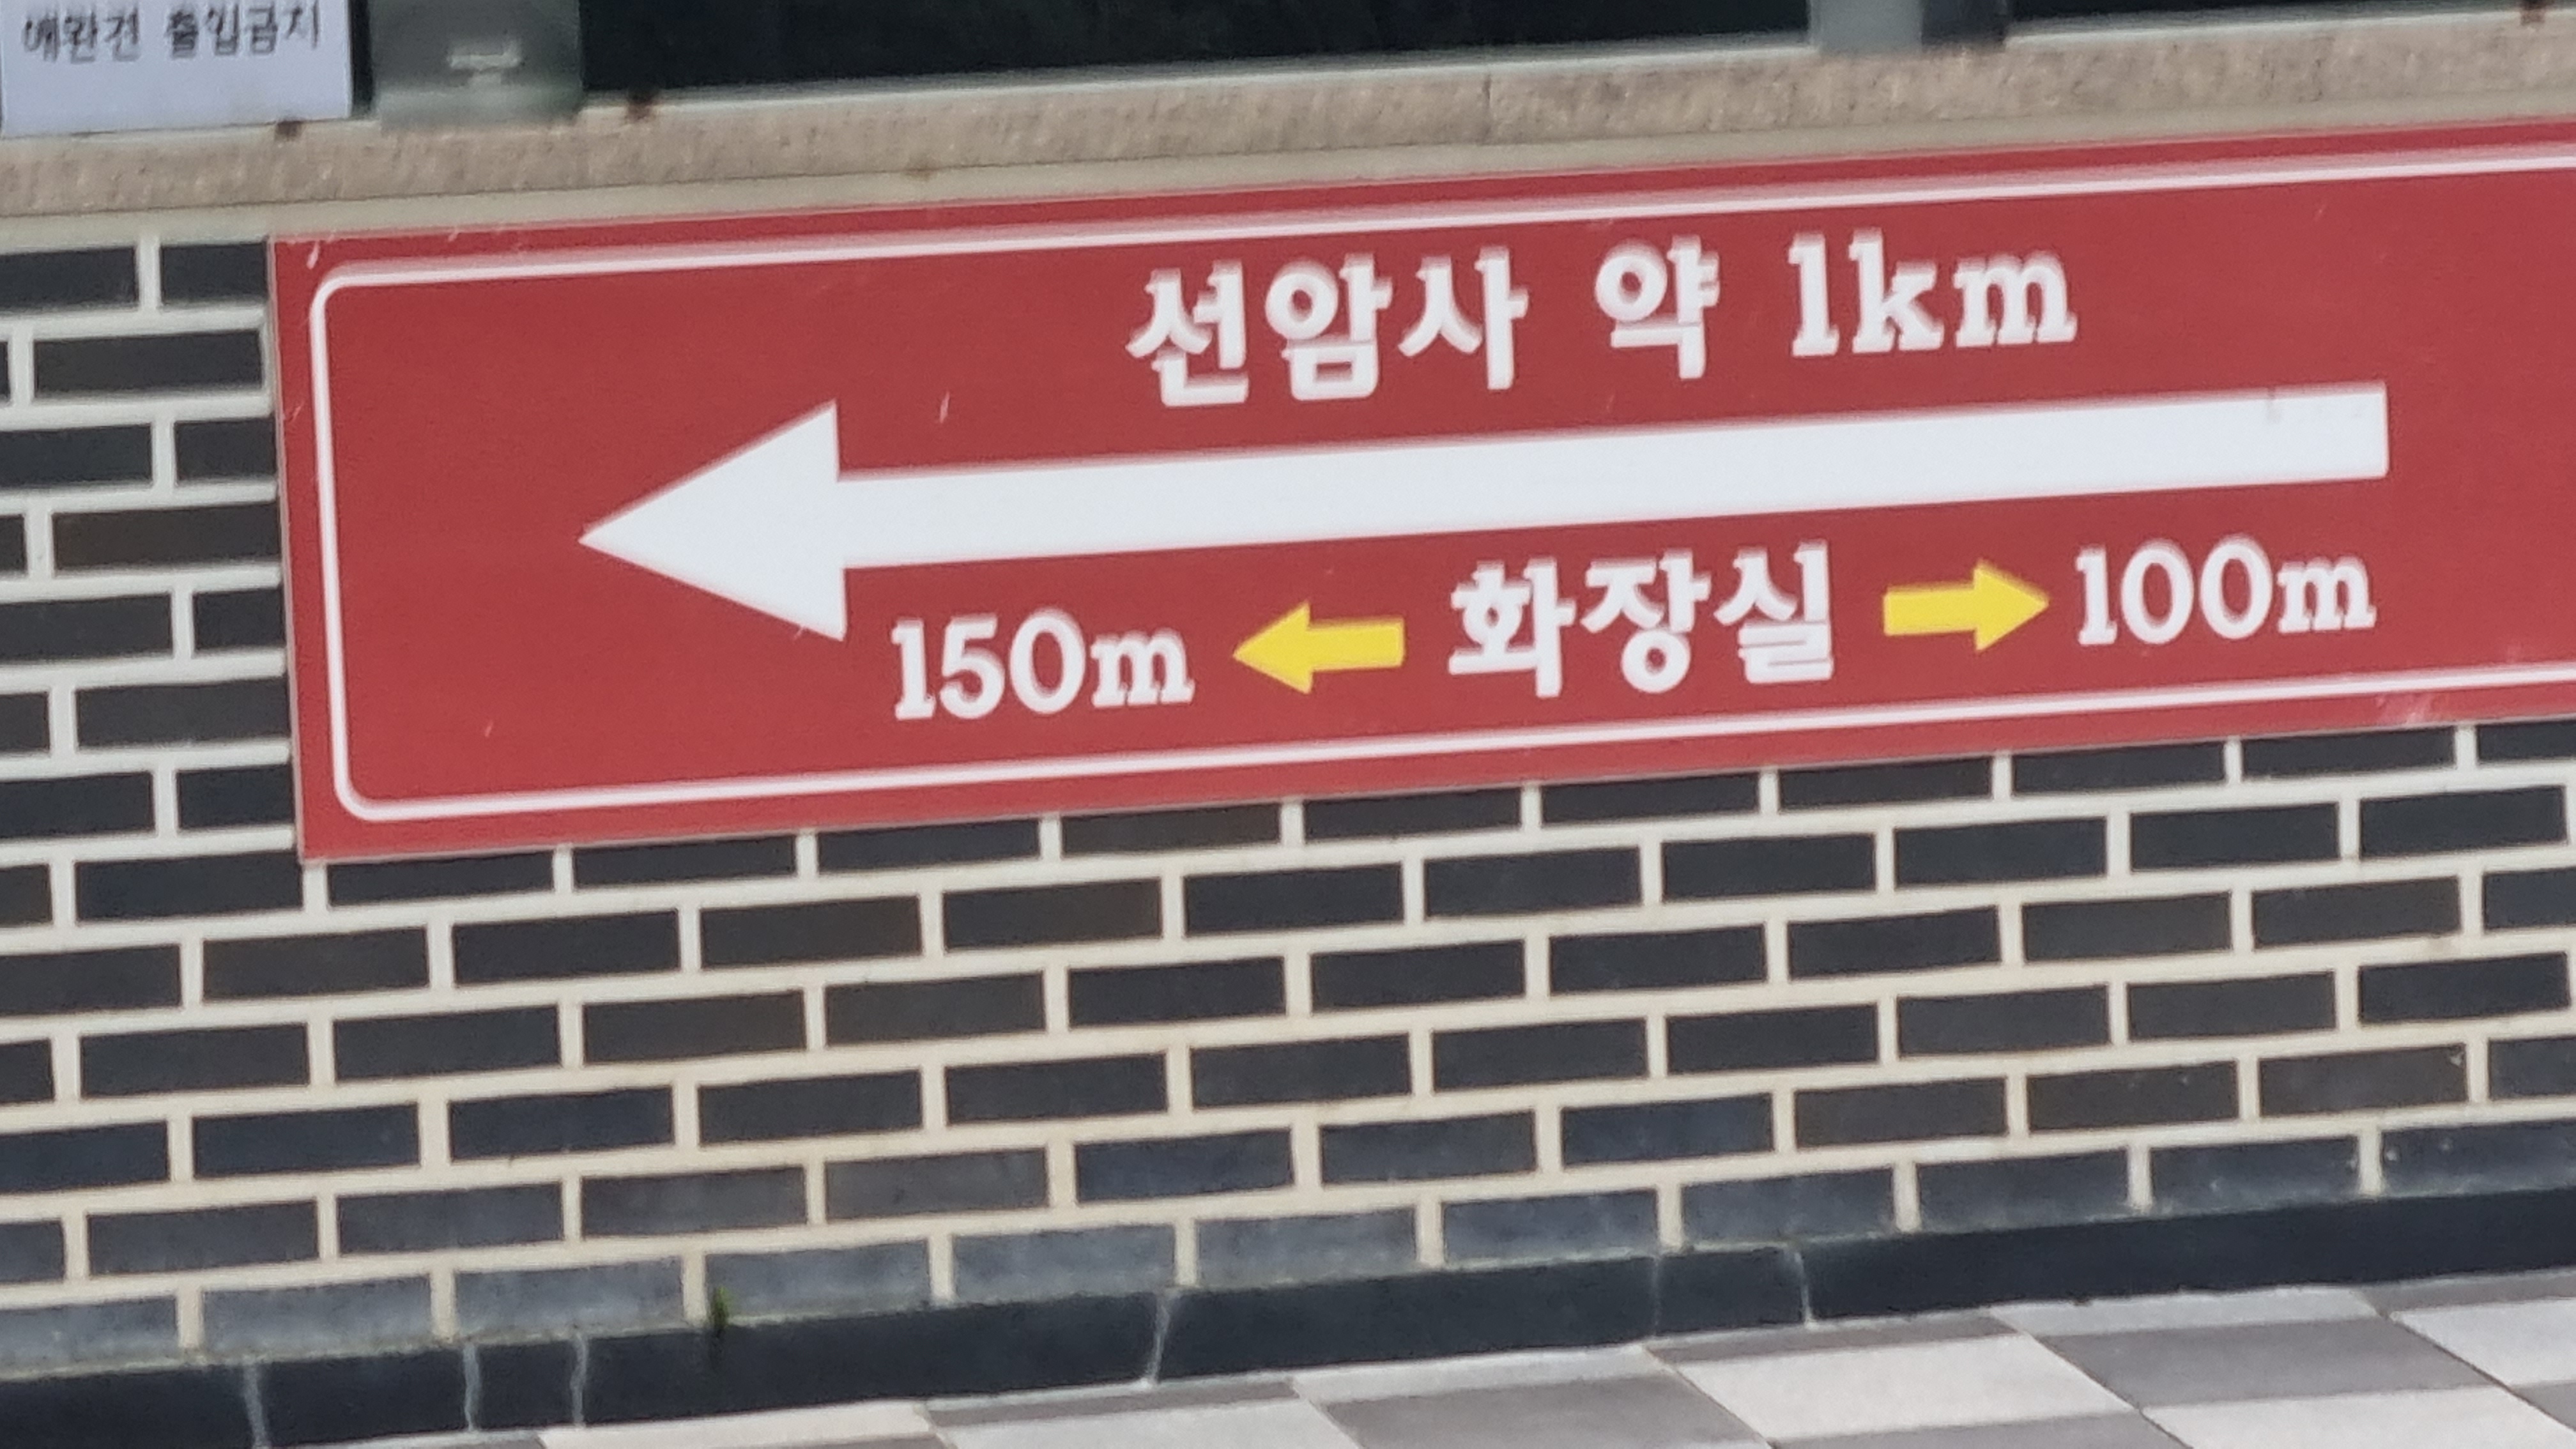 애완견 출입금지
선암사 약 1km
150m ← 화장실 → 100m